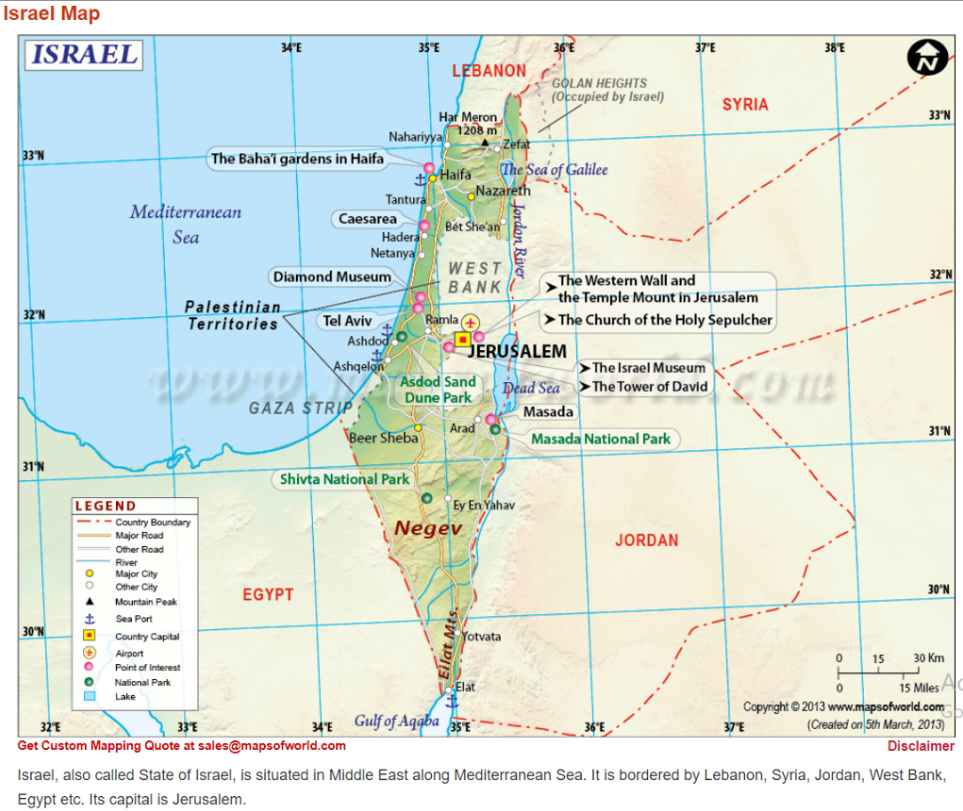 Israel Map
ISRAEL
34°E
35°E
36°E
37°E
38°E
N
LEBANON
GOLAN HEIGHTS
(Occupied by Israel)
SYRIA
33°N
Har Meron
1208 m
Nahariyya
Zefat
33°N
The Baha'i gardens in Haifa
The Sea of Galilee
Haifa
Nazareth
Tantura
Mediterranean
Sea
Caesarea
Jordon River
Bét She'an
Hadera
Netanya
WEST
BANK
32°N
Diamond Museum
The Western Wall and
the Temple Mount in Jerusalem
The Church of the Holy Sepulcher
Palestinian
Territories
32°N
Tel Aviv
Ramla
Ashdod
JERUSALEM
Ashqelon
The Israel Museum
The Tower of David
Asdod Sand
Dune Park
Dead Sea
GAZA STRIP
Masada
Arad
Beer Sheba
Masada National Park
31°N
31°N
Shivta National Park
Ey En Yahav
Negev
LEGEND
Country Boundary
Major Road
Other Road
River
Major City
Other City
Mountain Peak
Sea Port
Country Capital
Airport
Point of Interest
National Park
Lake
JORDAN
EGYPT
30°N
30°N
Eilat Mts.
Yotvata
0 15 30 Km
0 15 Miles
Elat
Gulf of Aqaba
Copyright © 2013 www.mapsofworld.com
(Created on 5th March, 2013)
32°E
33°E
34°E
35°E
36°E
37°E
Get Custom Mapping Quote at sales@mapsofworld.com
Disclaimer
Israel, also called State of Israel, is situated in Middle East along Mediterranean Sea. It is bordered by Lebanon, Syria, Jordan, West Bank,
Egypt etc. Its capital is Jerusalem.